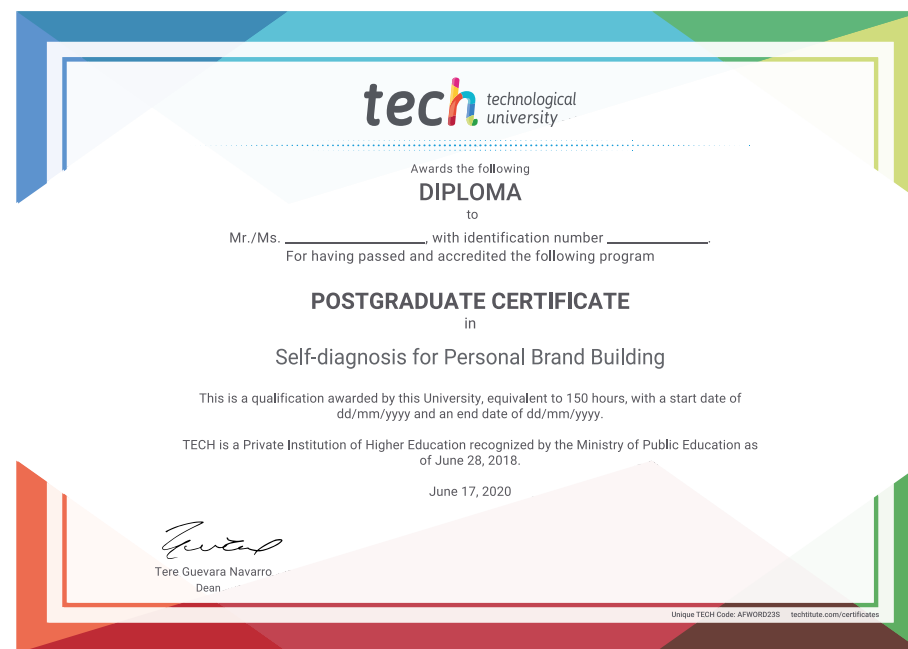 tech technological
university
Awards the following
DIPLOMA
to
Mr./Ms. ____________, with identification number ____________.
For having passed and accredited the following program
POSTGRADUATE CERTIFICATE
in
Self-diagnosis for Personal Brand Building
This is a qualification awarded by this University, equivalent to 150 hours, with a start date of
dd/mm/yyyy and an end date of dd/mm/yyyy.
TECH is a Private Institution of Higher Education recognized by the Ministry of Public Education as
of June 28, 2018.
June 17, 2020
Tere Guevara Navarro
Dean
Unique TECH Code: AFWORD23S techtitute.com/certificates